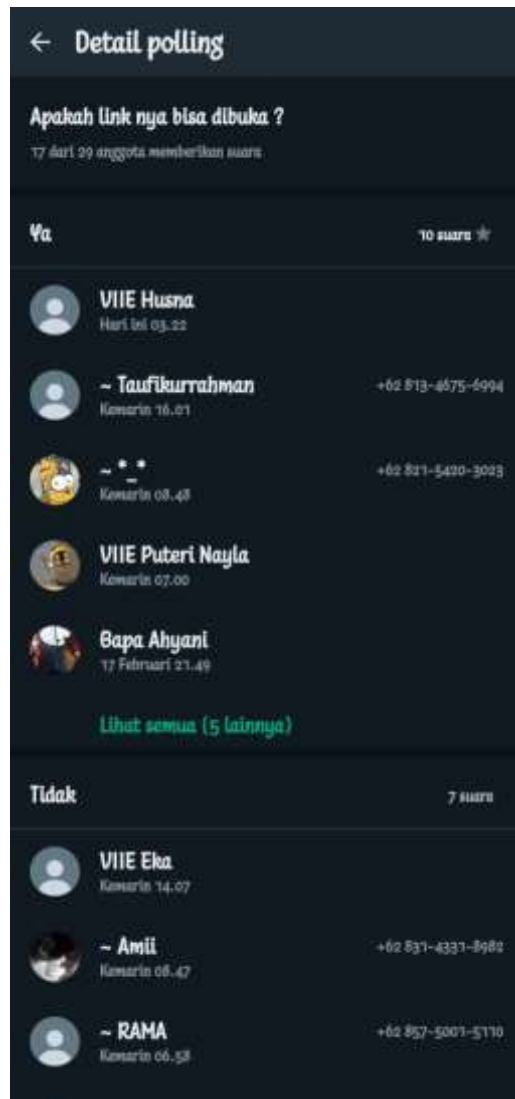 Detail polling
Apakah link nya bisa dibuka ?
17 dari 29 anggota memberikan suara
Ya
10 suara
VIIE Husna
Hari ini 03.22
~ Taufikurrahman
+62 813-4675-6994
Kemarin 16.01
~ *_*
+62 821-5420-3023
Kemarin 08.48
VIIE Puteri Nayla
Kemarin 07.00
Bapa Ahyani
17 Februari 21.49
Lihat semua (5 lainnya)
Tidak
7 suara
VIIE Eka
Kemarin 14.07
~ Amii
+62 831-4331-8982
Kemarin 08.47
~ RAMA
+62 857-5001-5110
Kemarin 06.58